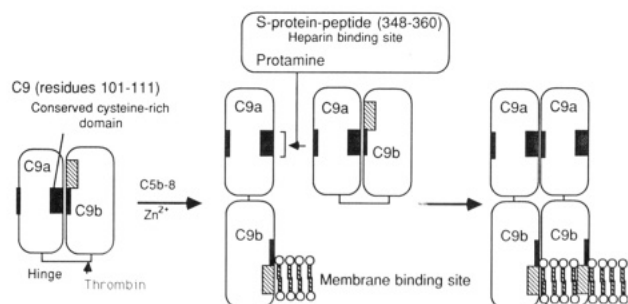 S-protein-peptide (348-360)
Heparin binding site
Protamine
C9 (residues 101-111)
Conserved cysteine-rich
domain
C9a
C9b
Hinge
Thrombin
C5b-8
Zn2+
C9a
C9b
C9a
C9b
Membrane binding site
C9a
C9a
C9b
C9b